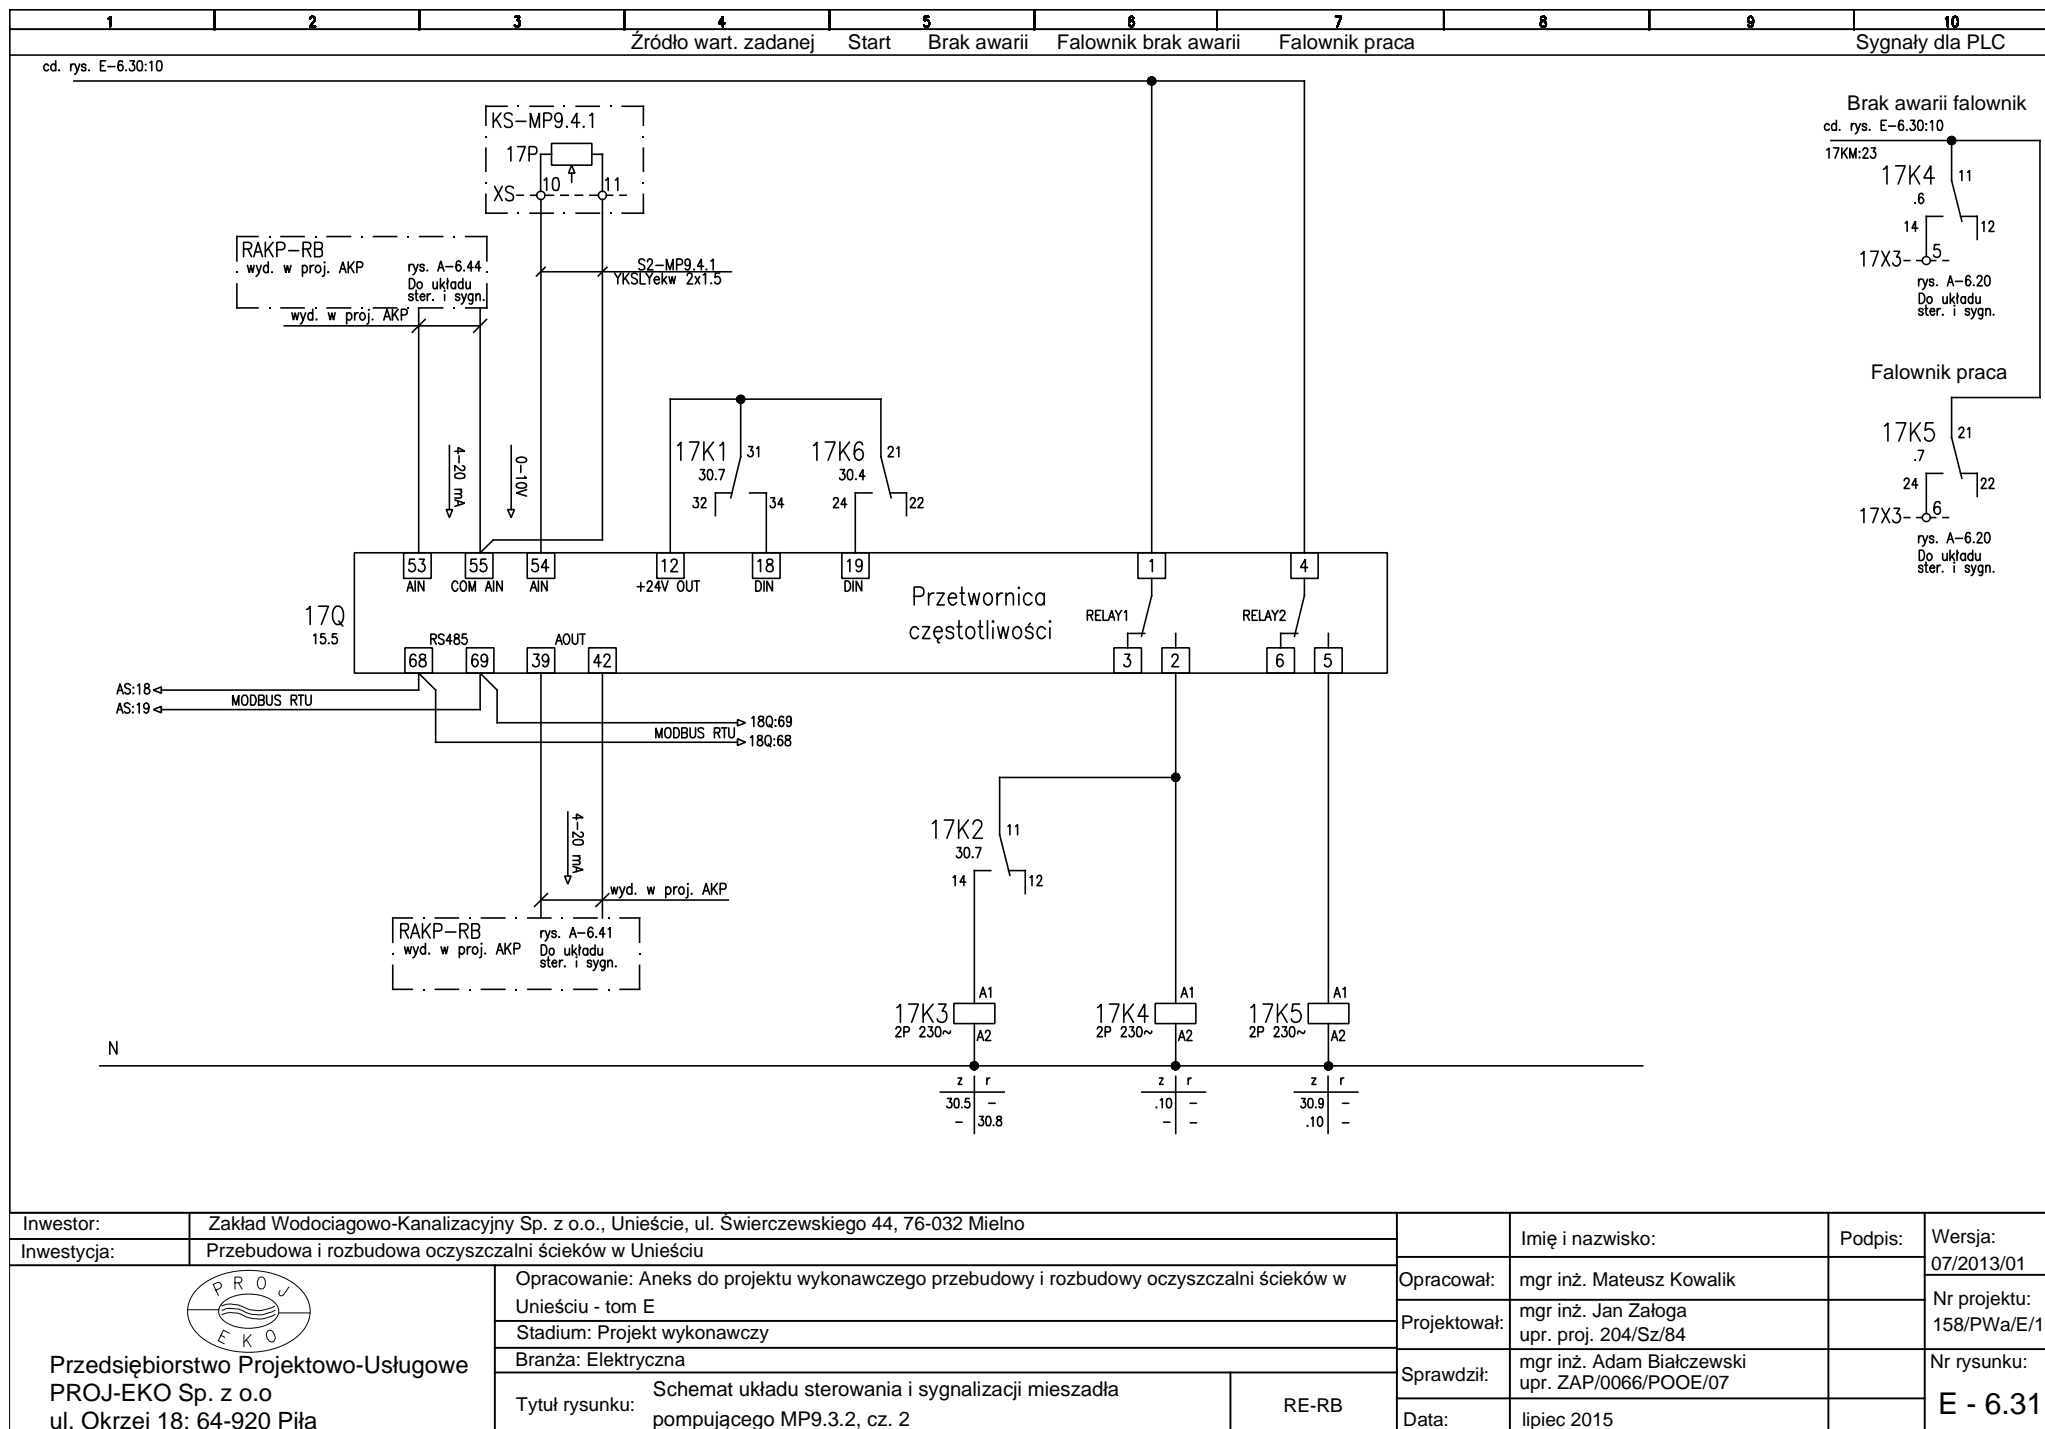 1 2 3 4 5 6 7 8 9 10
Źródło wart. zadanej Start Brak awarii Falownik brak awarii Falownik praca Sygnały dla PLC
cd. rys. E-6.30:10
KS-MP9.4.1
17P
XS
10
11
S2-MP9.4.1
YKSLYekw 2x1.5
RAKP-RB
wyd. w proj. AKP
rys. A-6.44
Do układu
ster. i sygn.
wyd. w proj. AKP
4-20 mA
0-10V
17K1
30.7
31
32
34
17K6
30.4
21
24
22
53
AIN
55
COM AIN
54
AIN
12
+24V OUT
18
DIN
19
DIN
1
4
Przetwornica
częstotliwości
RELAY1
RELAY2
17Q
15.5
RS485
AOUT
68
69
39
42
3
2
6
5
AS:18
AS:19
MODBUS RTU
18Q:69
MODBUS RTU
18Q:68
4-20 mA
wyd. w proj. AKP
RAKP-RB
wyd. w proj. AKP
rys. A-6.41
Do układu
ster. i sygn.
17K2
30.7
11
14
12
17K3
2P 230~
A1
A2
17K4
2P 230~
A1
A2
17K5
2P 230~
A1
A2
N
z r
30.5 -
- 30.8
z r
.10 -
- -
z r
30.9 -
.10 -
Brak awarii falownik
cd. rys. E-6.30:10
17KM:23
17K4
.6
11
14
12
17X3
5
rys. A-6.20
Do układu
ster. i sygn.
Falownik praca
17K5
.7
21
24
22
17X3
6
rys. A-6.20
Do układu
ster. i sygn.
Inwestor: Zakład Wodociagowo-Kanalizacyjny Sp. z o.o., Unieście, ul. Świerczewskiego 44, 76-032 Mielno
Inwestycja: Przebudowa i rozbudowa oczyszczalni ścieków w Unieściu
PROJ
EKO
Przedsiębiorstwo Projektowo-Usługowe
PROJ-EKO Sp. z o.o
ul. Okrzei 18; 64-920 Piła
Opracowanie: Aneks do projektu wykonawczego przebudowy i rozbudowy oczyszczalni ścieków w
Unieściu - tom E
Stadium: Projekt wykonawczy
Branża: Elektryczna
Tytuł rysunku: Schemat układu sterowania i sygnalizacji mieszadła
pompującego MP9.3.2, cz. 2
RE-RB
Imię i nazwisko: Podpis:
Opracował: mgr inż. Mateusz Kowalik
Projektował: mgr inż. Jan Załoga
upr. proj. 204/Sz/84
Sprawdził: mgr inż. Adam Białczewski
upr. ZAP/0066/POOE/07
Data: lipiec 2015
Wersja:
07/2013/01
Nr projektu:
158/PWa/E/1
Nr rysunku:
E - 6.31